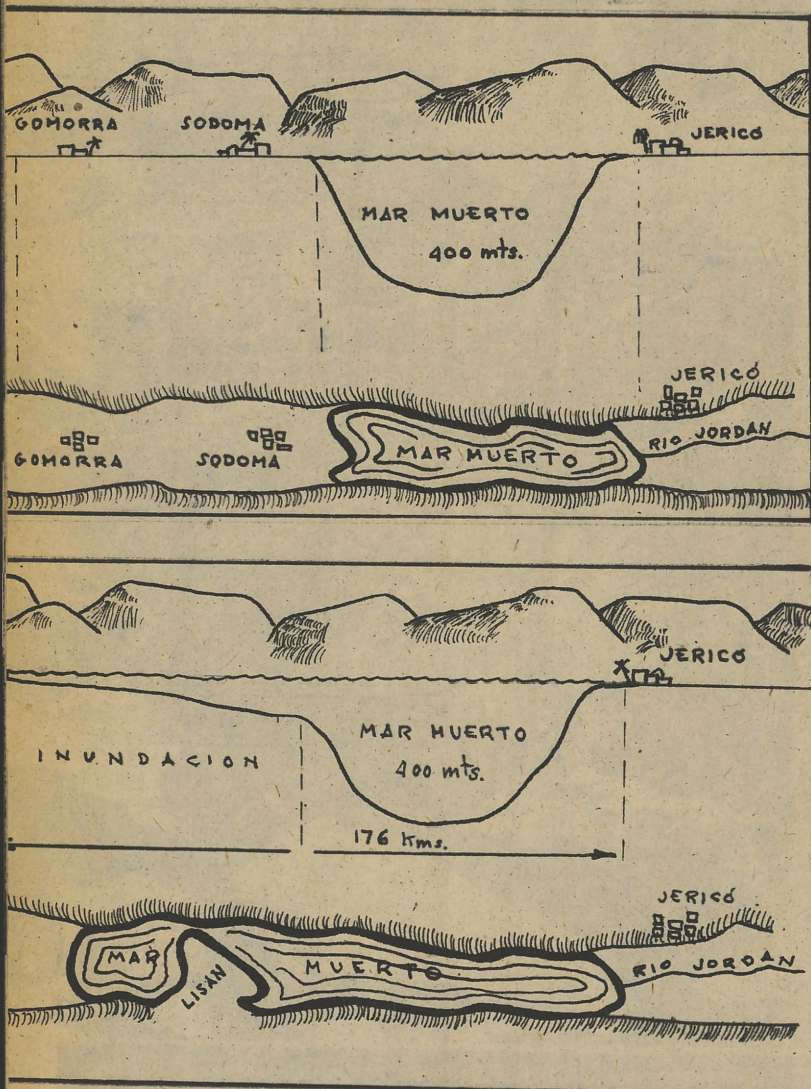 GOMORRA SODOMA JERICÓ
MAR MUERTO
400 mts.
JERICÓ
RIO JORDAN
MAR MUERTO
GOMORRA SODOMA
JERICÓ
MAR MUERTO
400 mts.
INUNDACION
176 Kms.
JERICÓ
MAR MUERTO RIO JORDAN
LISAN